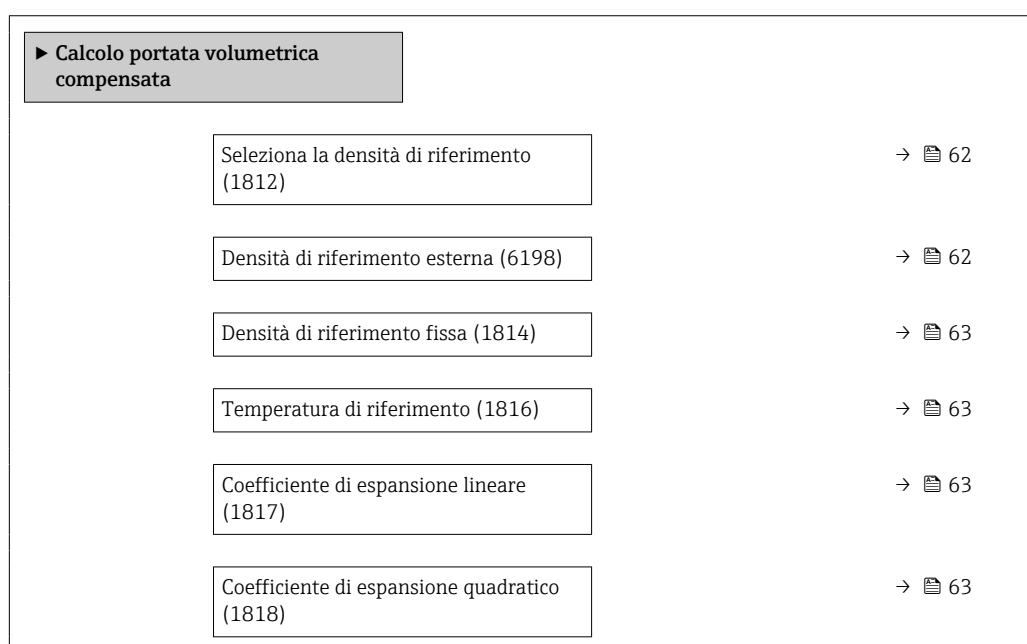 ▶ Calcolo portata volumetrica
compensata
Seleziona la densità di riferimento → 62
(1812)
Densità di riferimento esterna (6198) → 62
Densità di riferimento fissa (1814) → 63
Temperatura di riferimento (1816) → 63
Coefficiente di espansione lineare → 63
(1817)
Coefficiente di espansione quadratico → 63
(1818)